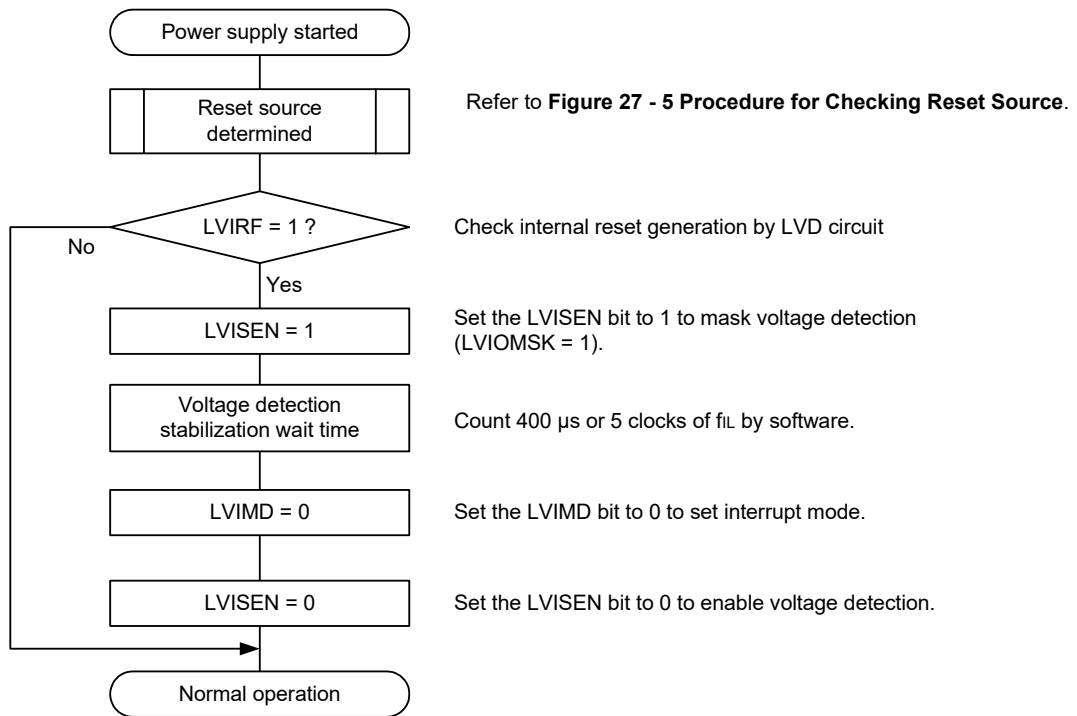 Power supply started
Reset source
determined
Refer to Figure 27 - 5 Procedure for Checking Reset Source.
LVIRF = 1 ?
Check internal reset generation by LVD circuit
No
Yes
LVISEN = 1
Set the LVISEN bit to 1 to mask voltage detection
(LVIOMSK = 1).
Voltage detection
stabilization wait time
Count 400 µs or 5 clocks of fIL by software.
LVIMD = 0
Set the LVIMD bit to 0 to set interrupt mode.
LVISEN = 0
Set the LVISEN bit to 0 to enable voltage detection.
Normal operation